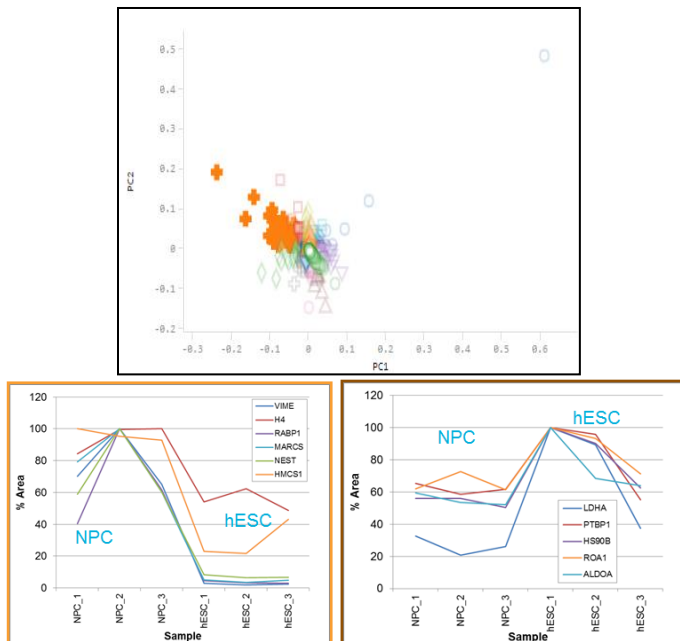 0.5
0.4
0.3
0.2
0.1
0
-0.1
-0.2
PC2
-0.3 -0.2 -0.1 0 0.1 0.2 0.3 0.4 0.5 0.6
PC1
120
100
80
60
40
20
0
% Area
VIME
H4
RABP1
MARCS
NEST
HMCS1
NPC
hESC
NPC_1 NPC_2 NPC_3 hESC_1 hESC_2 hESC_3
Sample
120
100
80
60
40
20
0
% Area
NPC
hESC
LDHA
PTBP1
HS90B
ROA1
ALDOA
NPC_1 NPC_2 NPC_3 hESC_1 hESC_2 hESC_3
Sample